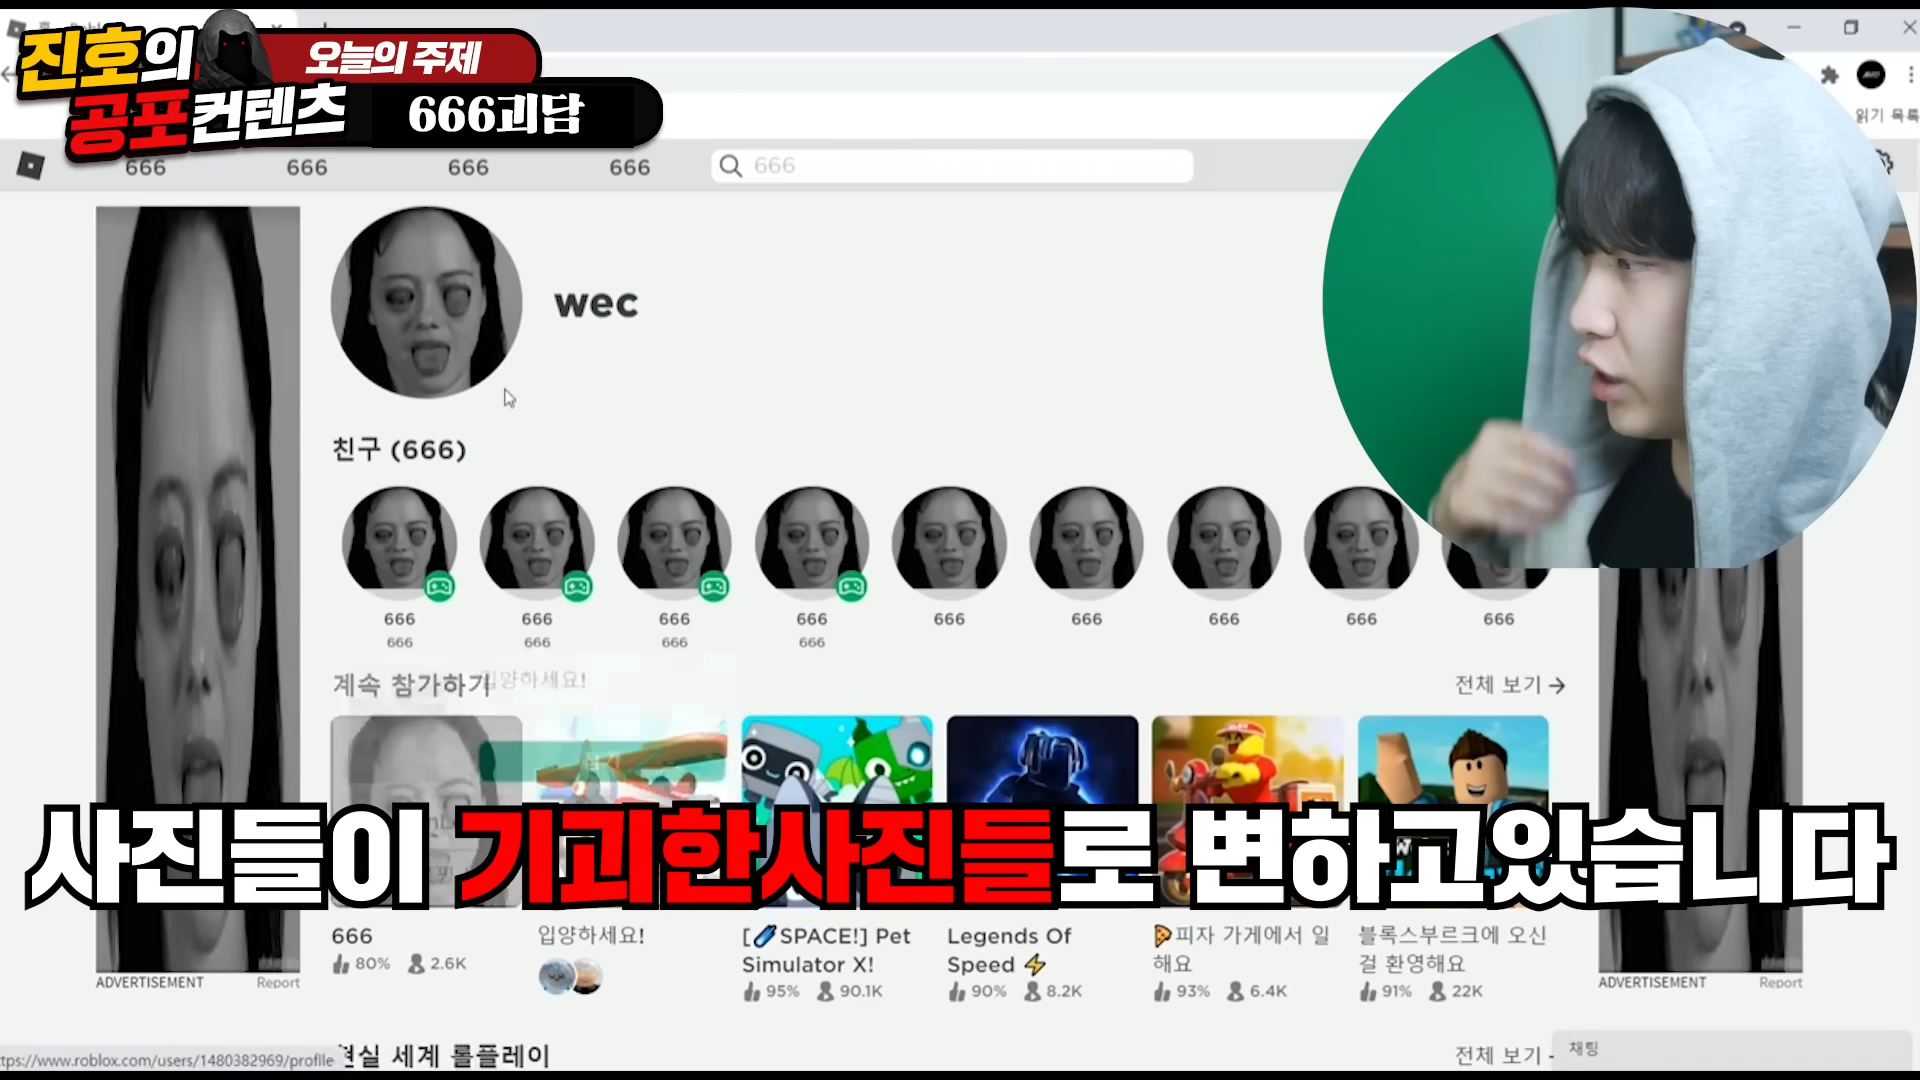 진호의
공포컨텐츠
오늘의 주제
666괴담
읽기 목록
666 666 666 666
666
wec
친구 (666)
666 666 666 666 666 666 666 666 666
666 666 666 666
계속 참가하기
입양하세요!
전체 보기 →
사진들이 기괴한사진들로 변하고있습니다
666
80% 2.6K
입양하세요!
[SPACE!] Pet
Simulator X!
95% 90.1K
Legends Of
Speed ⚡
90% 8.2K
🍕피자 가게에서 일
해요
93% 6.4K
블록스부르크에 오신
걸 환영해요
91% 22K
ADVERTISEMENT Report
ADVERTISEMENT Report
현실 세계 롤플레이
전체 보기
채팅
tps://www.roblox.com/users/1480382969/profile